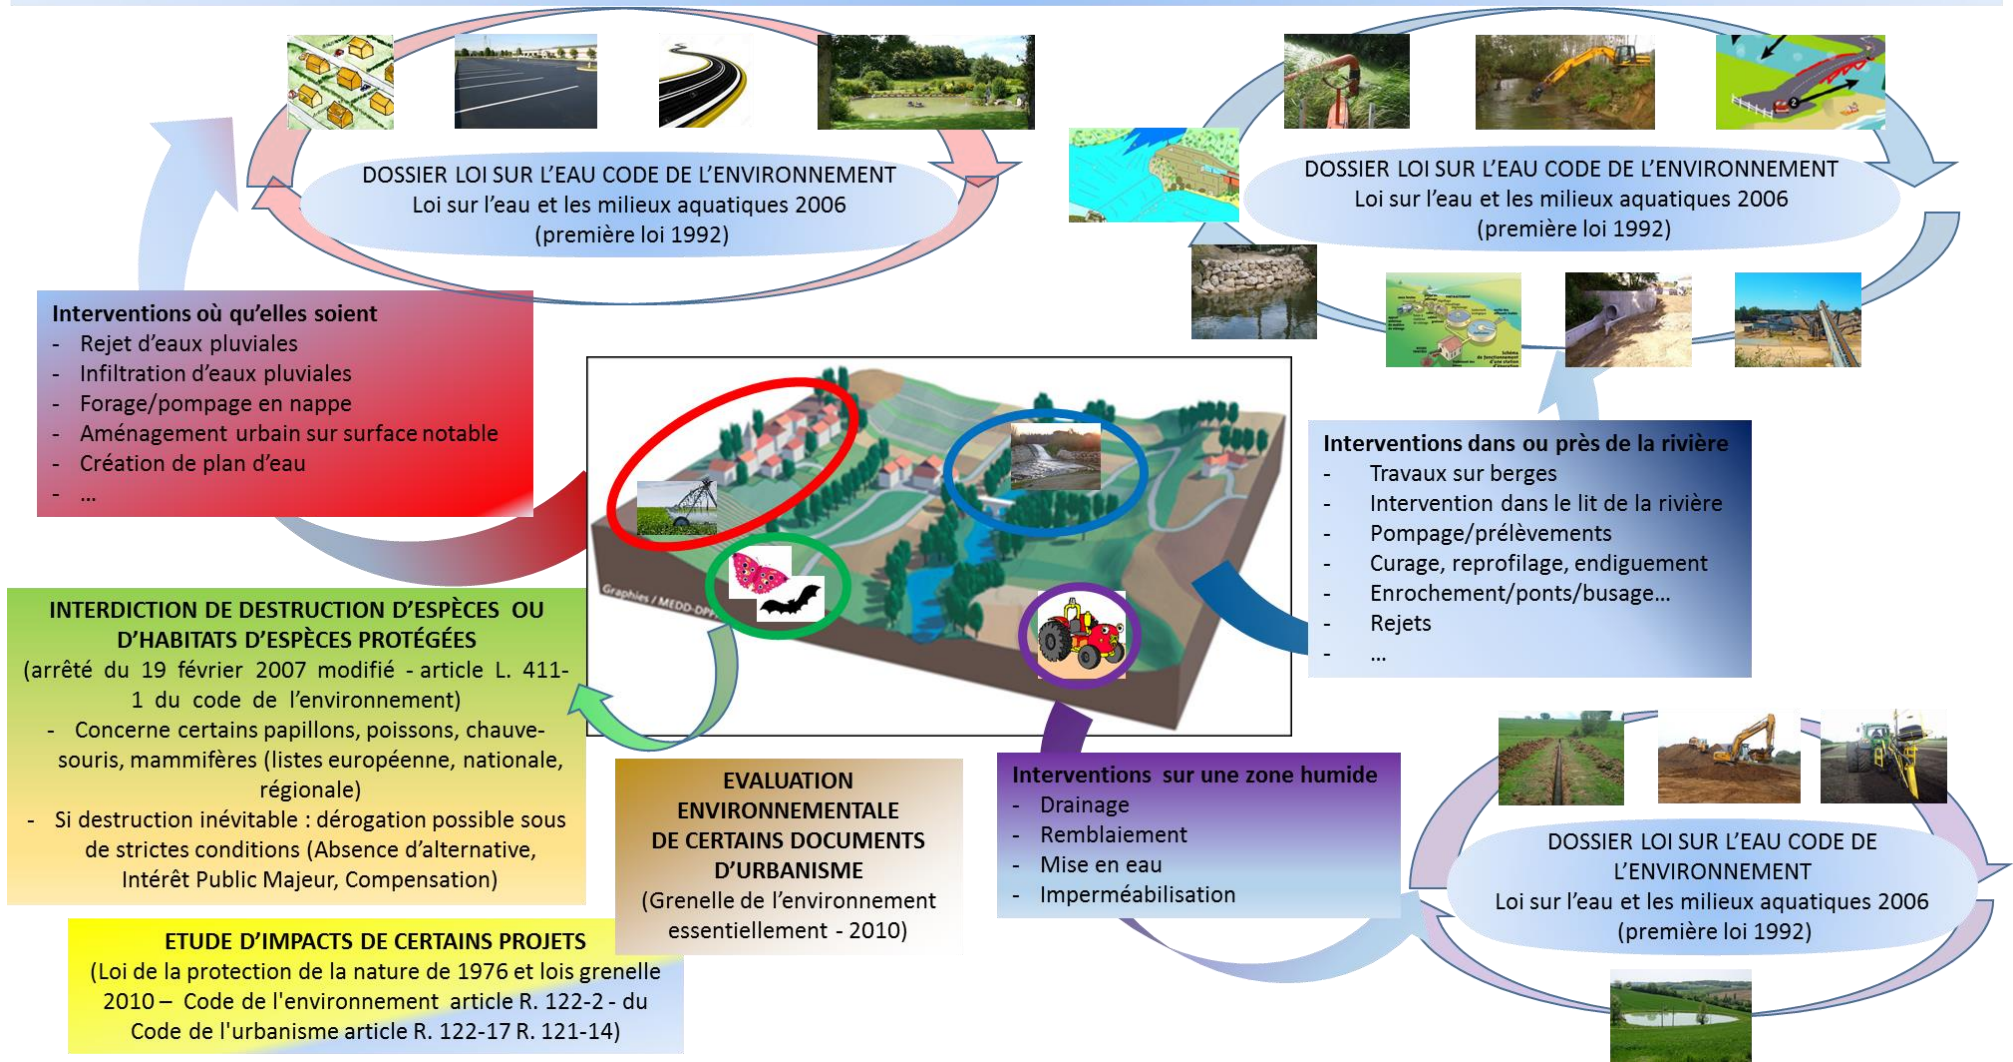 DOSSIER LOI SUR L'EAU CODE DE L'ENVIRONNEMENT
Loi sur l'eau et les milieux aquatiques 2006
(première loi 1992)
DOSSIER LOI SUR L'EAU CODE DE L'ENVIRONNEMENT
Loi sur l'eau et les milieux aquatiques 2006
(première loi 1992)
Interventions où qu'elles soient
- Rejet d'eaux pluviales
- Infiltration d'eaux pluviales
- Forage/pompage en nappe
- Aménagement urbain sur surface notable
- Création de plan d'eau
- ...
Graphies / MEDD-DPP
Interventions dans ou près de la rivière
- Travaux sur berges
- Intervention dans le lit de la rivière
- Pompage/prélèvements
- Curage, reprofilage, endiguement
- Enrochement/ponts/busage...
- Rejets
- ...
INTERDICTION DE DESTRUCTION D'ESPÈCES OU
D'HABITATS D'ESPÈCES PROTÉGÉES
(arrêté du 19 février 2007 modifié - article L. 411-
1 du code de l'environnement)
- Concerne certains papillons, poissons, chauve-
souris, mammifères (listes européenne, nationale,
régionale)
- Si destruction inévitable : dérogation possible sous
de strictes conditions (Absence d'alternative,
Intérêt Public Majeur, Compensation)
EVALUATION
ENVIRONNEMENTALE
DE CERTAINS DOCUMENTS
D'URBANISME
(Grenelle de l'environnement
essentiellement - 2010)
Interventions sur une zone humide
- Drainage
- Remblaiement
- Mise en eau
- Imperméabilisation
DOSSIER LOI SUR L'EAU CODE DE
L'ENVIRONNEMENT
Loi sur l'eau et les milieux aquatiques 2006
(première loi 1992)
ETUDE D'IMPACTS DE CERTAINS PROJETS
(Loi de la protection de la nature de 1976 et lois grenelle
2010 – Code de l'environnement article R. 122-2 - du
Code de l'urbanisme article R. 122-17 R. 121-14)